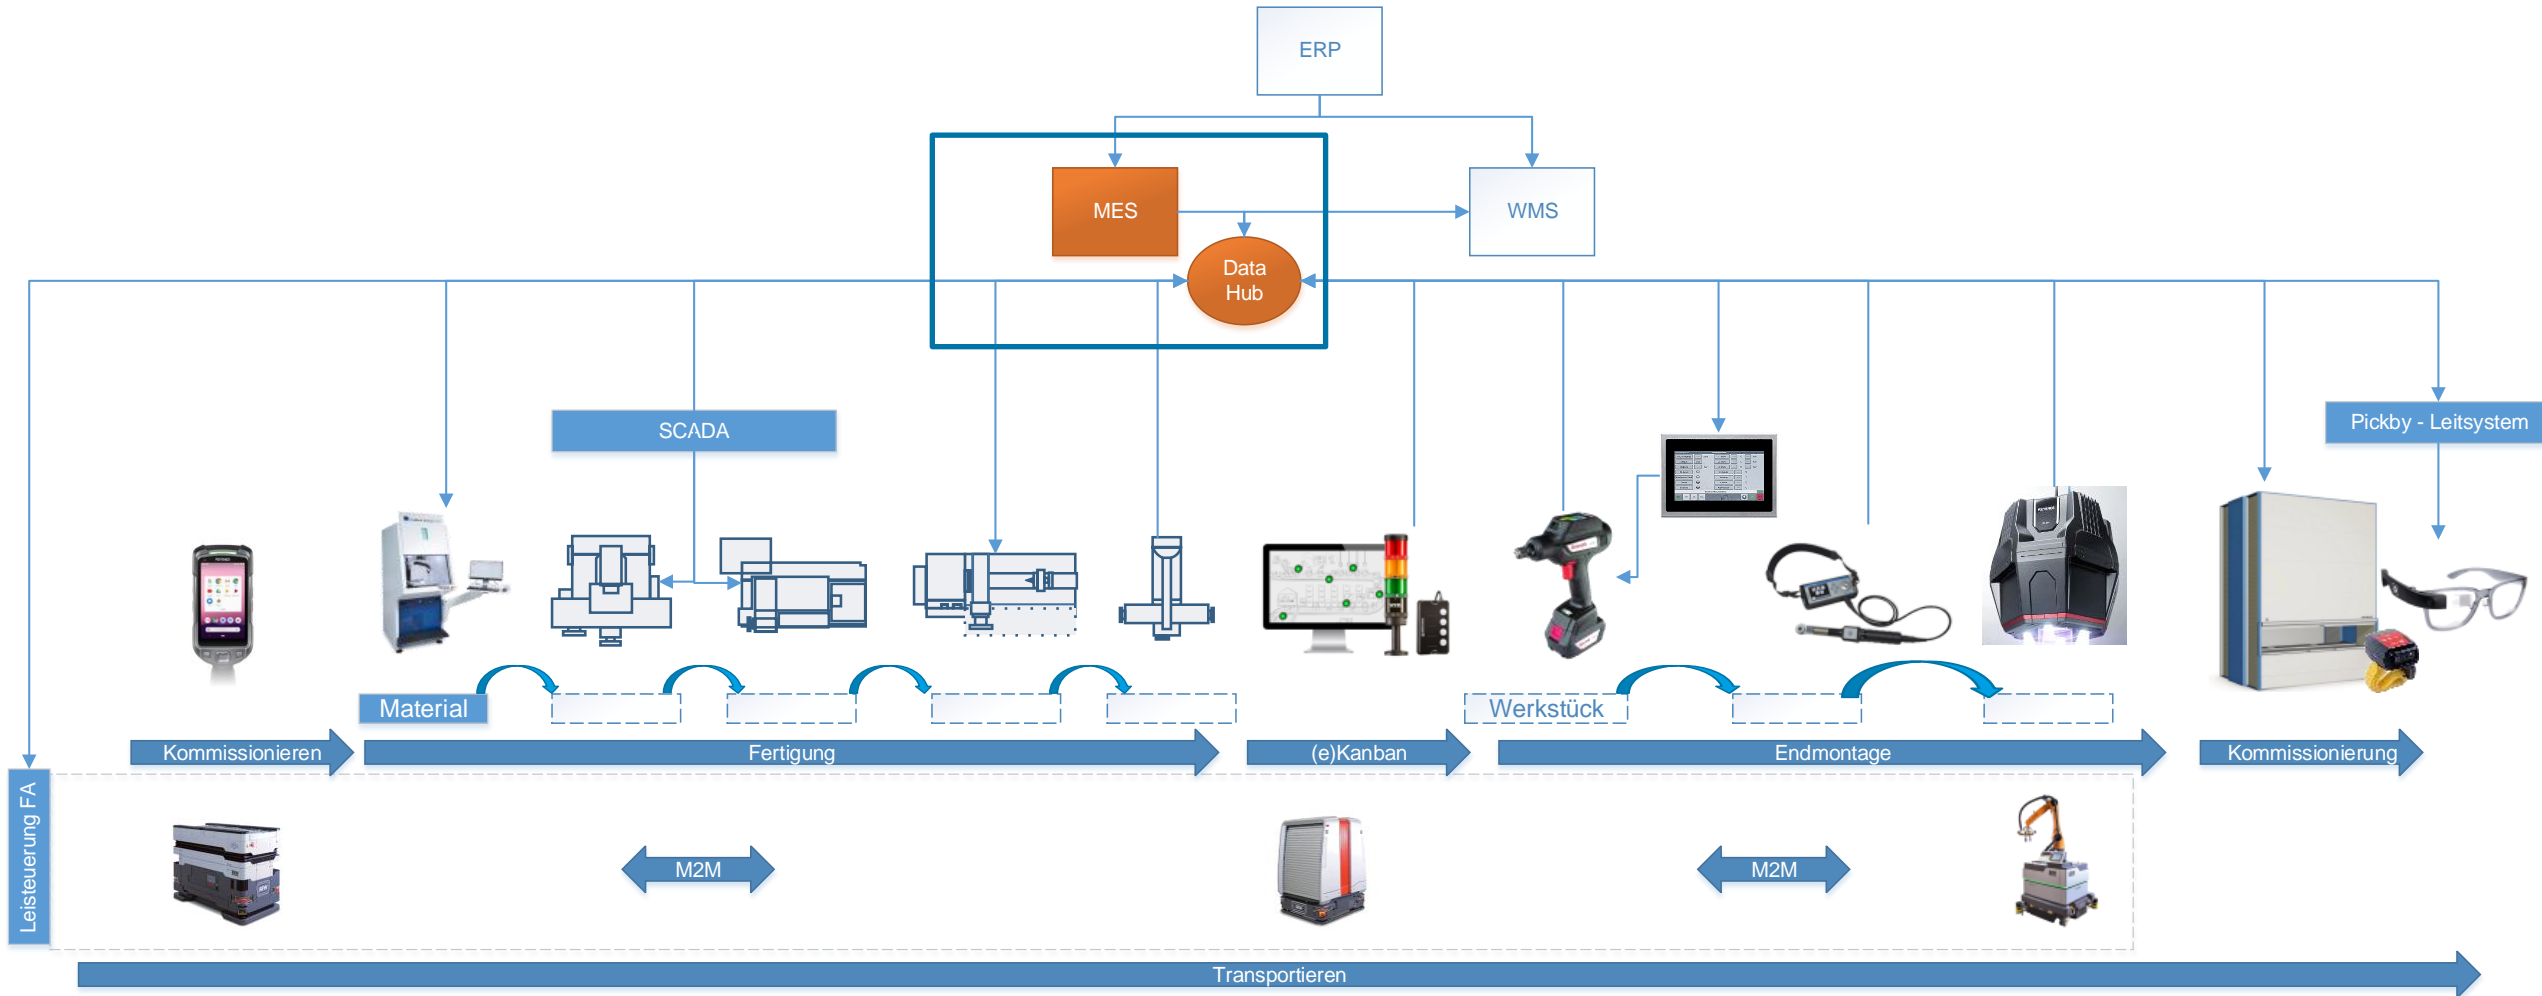 ERP
MES
WMS
Data
Hub
SCADA
Pickby - Leitsystem
Material
Werkstück
Kommissionieren
Fertigung
(e)Kanban
Endmontage
Kommissionierung
Leisteuerung FA
M2M
M2M
Transportieren